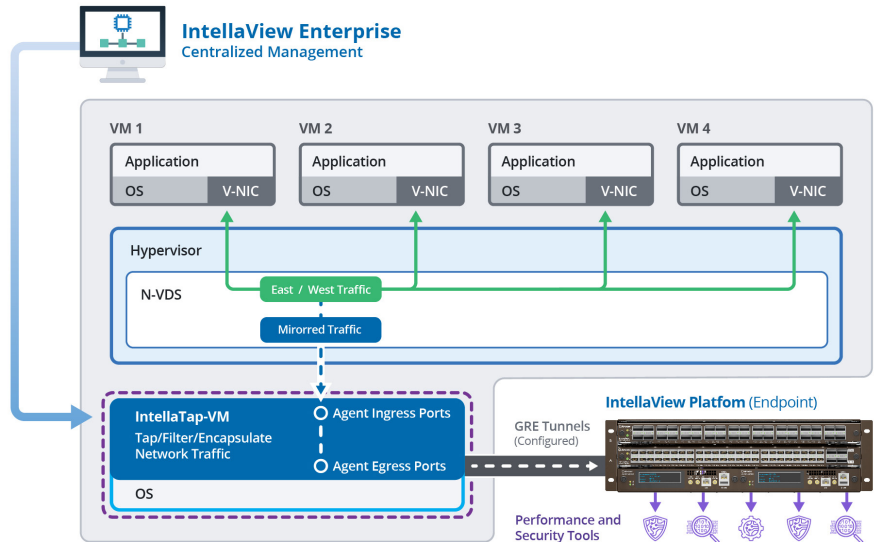 IntellaView Enterprise
Centralized Management
VM 1
VM 2
VM 3
VM 4
Application
Application
Application
Application
OS
V-NIC
OS
V-NIC
OS
V-NIC
OS
V-NIC
Hypervisor
N-VDS
East / West Traffic
Mirorred Traffic
IntellaTap-VM
Tap/Filter/Encapsulate
Network Traffic
Agent Ingress Ports
Agent Egress Ports
OS
GRE Tunnels
(Configured)
IntellaView Platfom (Endpoint)
Performance and
Security Tools